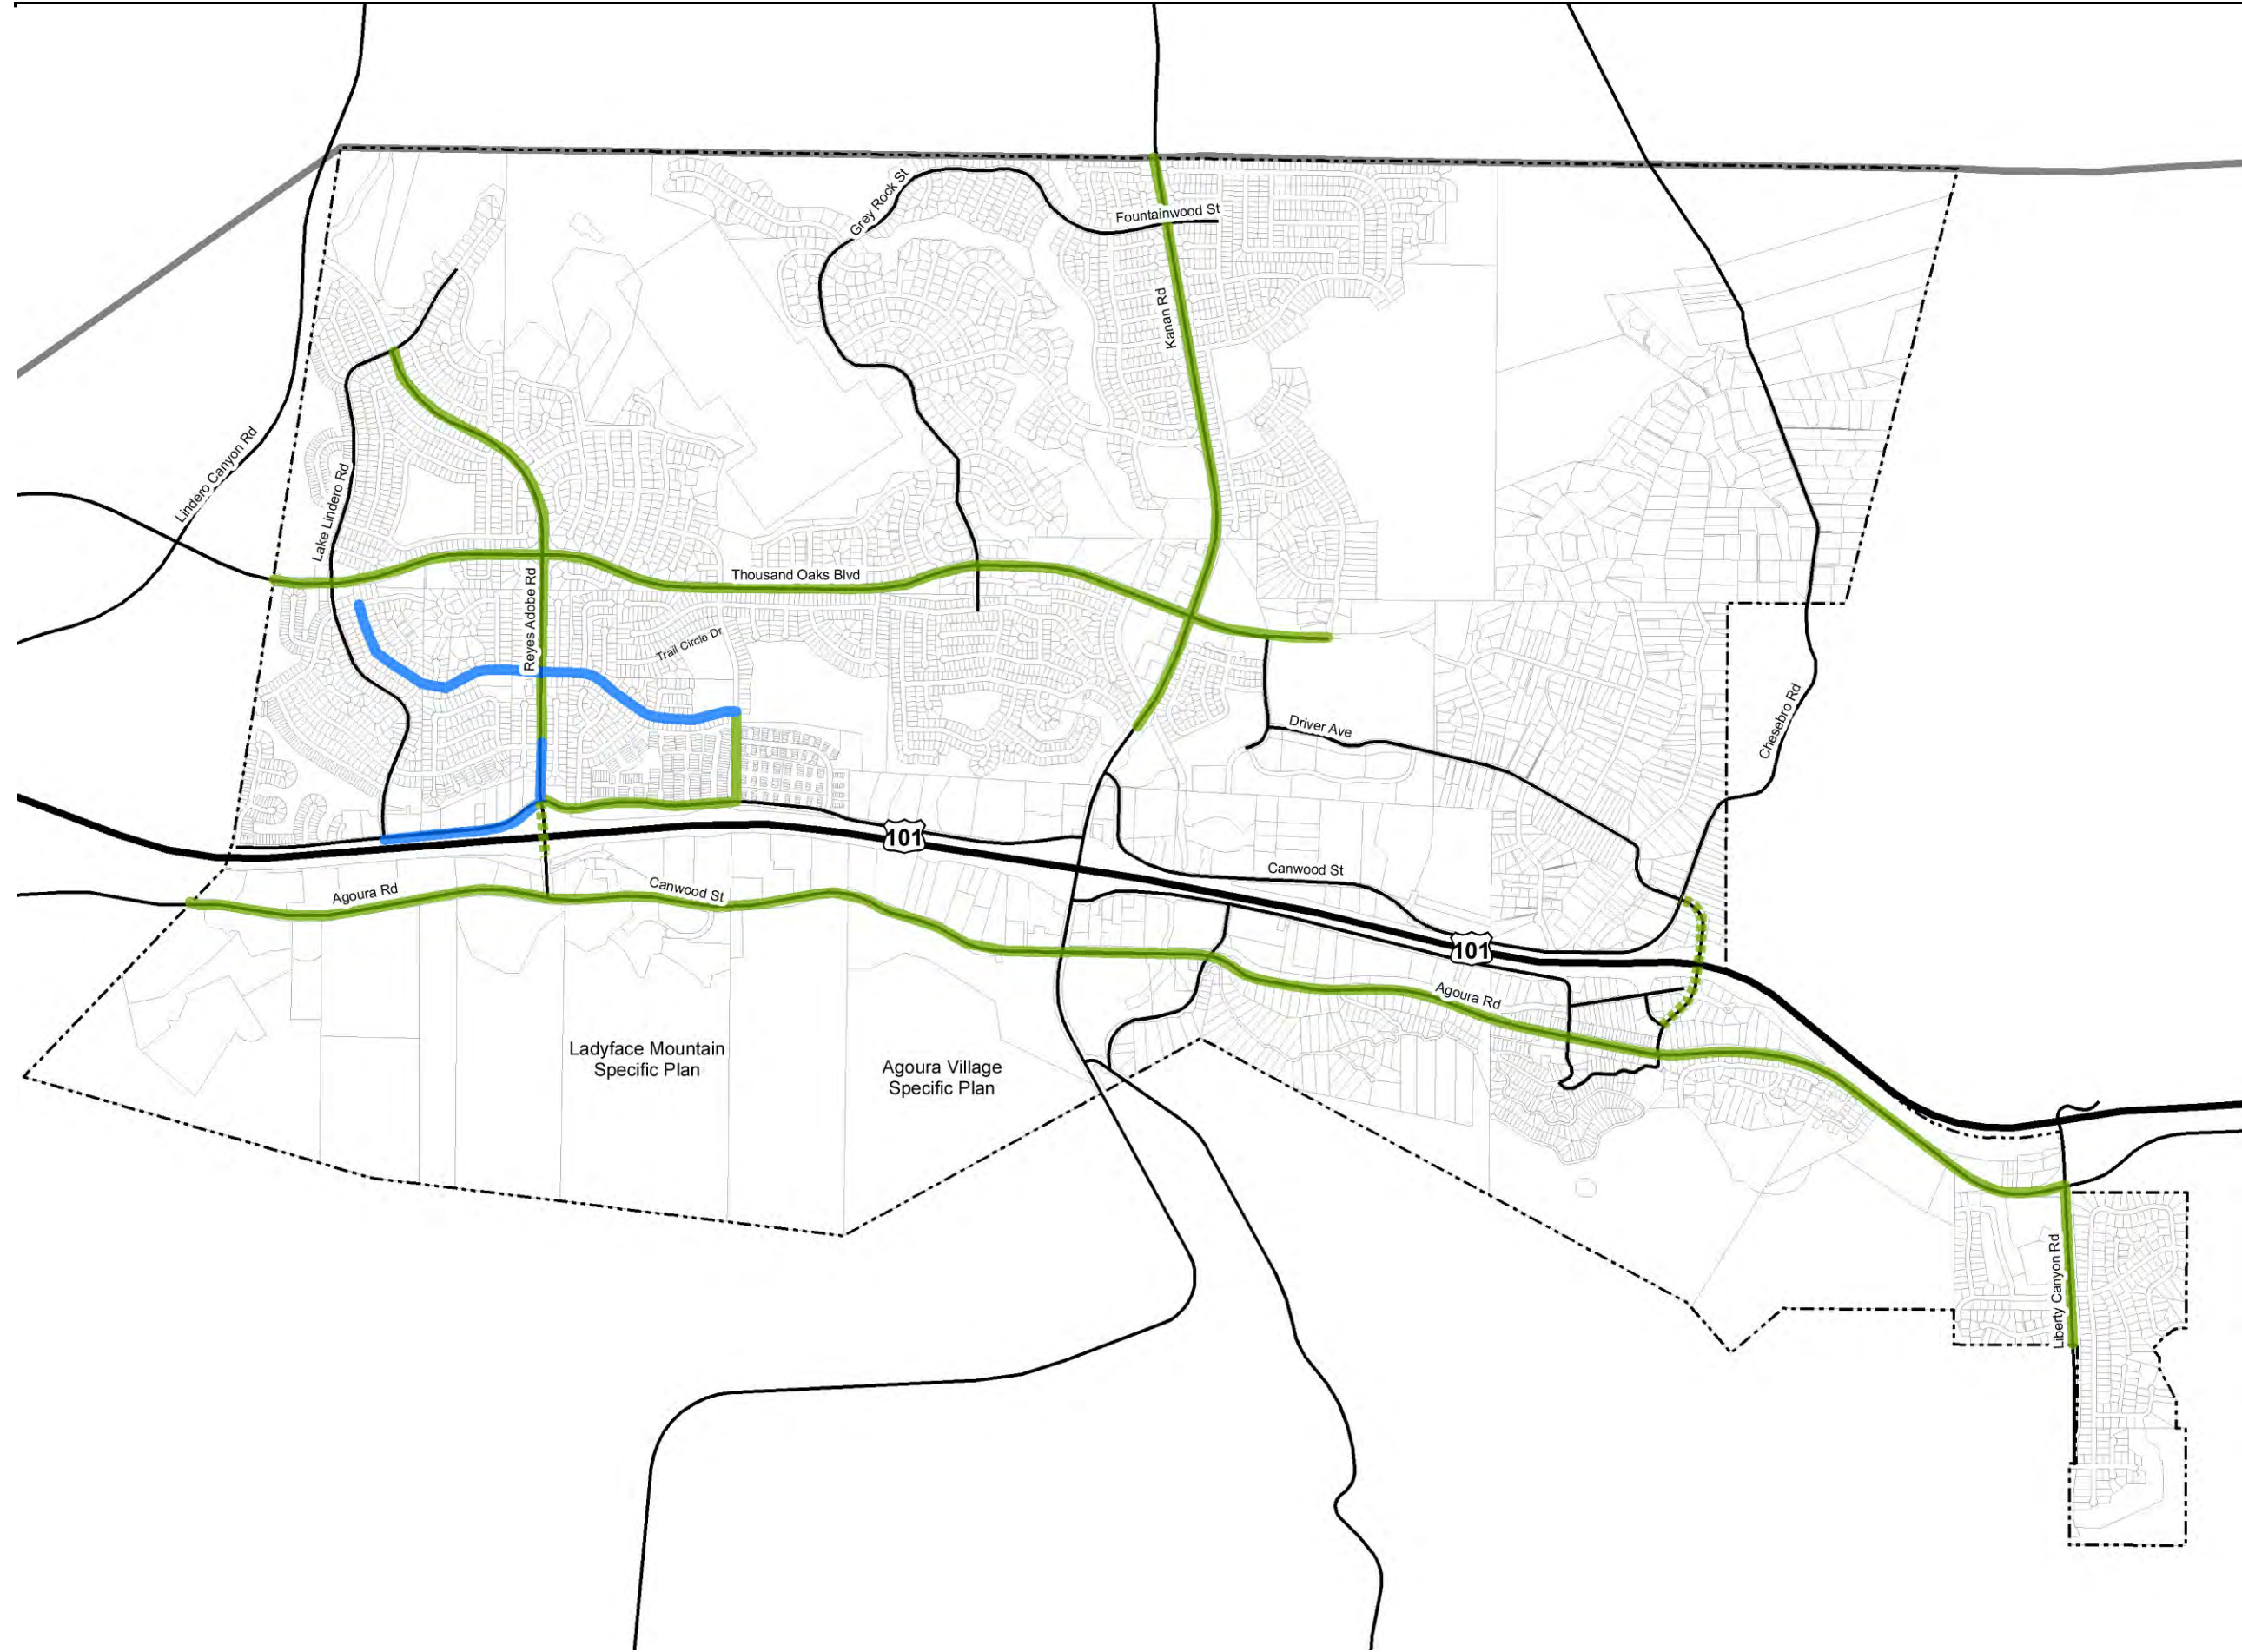 Grey Rock St
Fountainwood St
Kanan Rd
Lindero Canyon Rd
Lake Lindero Rd
Thousand Oaks Blvd
Reyes Adobe Rd
Trail Circle Dr
Driver Ave
Chesebro Rd
101
Canwood St
Agoura Rd
Canwood St
101
Agoura Rd
Ladyface Mountain
Specific Plan
Agoura Village
Specific Plan
Liberty Canyon Rd